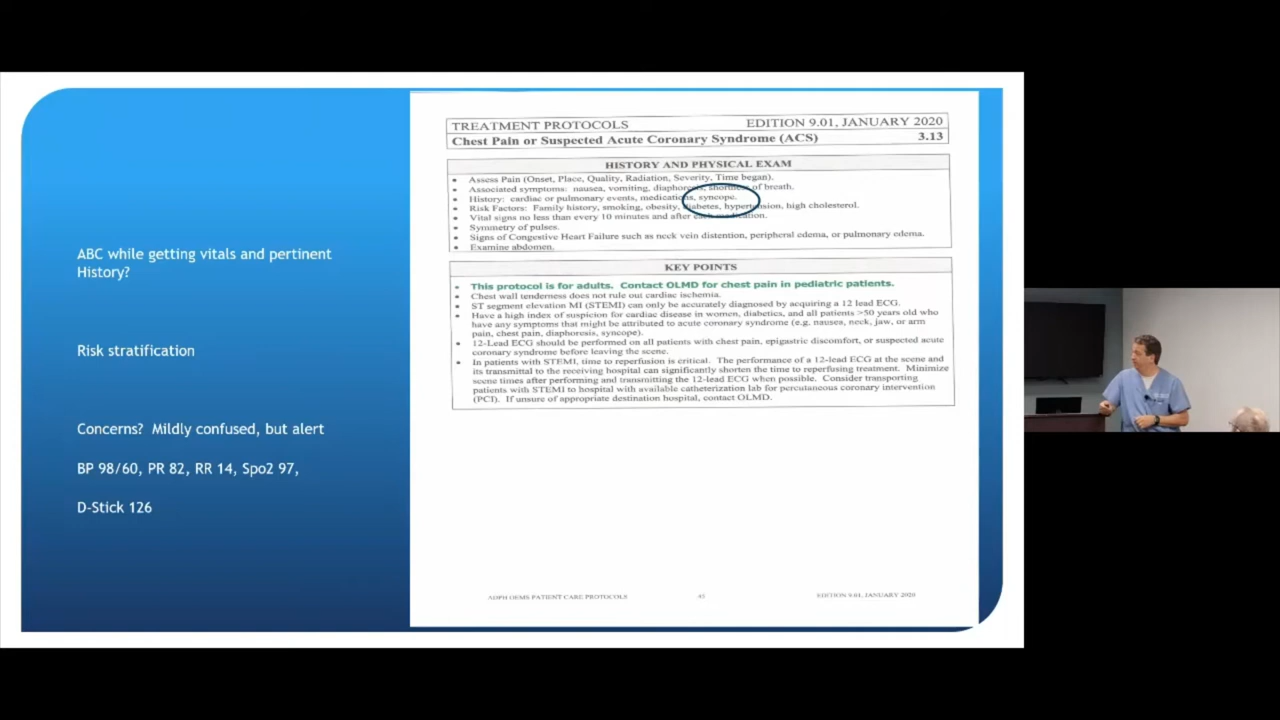 ABC while getting vitals and pertinent
History?
Risk stratification
Concerns? Mildly confused, but alert
BP 98/60, PR 82, RR 14, Spo2 97,
D-Stick 126
TREATMENT PROTOCOLS EDITION 9.01, JANUARY 2020
Chest Pain or Suspected Acute Coronary Syndrome (ACS) 3.13
HISTORY AND PHYSICAL EXAM
• Assess Pain (Onset, Place, Quality, Radiation, Severity, Time began).
• Associated symptoms: nausea, vomiting, diaphoresis, shortness of breath.
• History: cardiac or pulmonary events, medications, syncope.
• Risk Factors: Family history, smoking, obesity, diabetes, hypertension, high cholesterol.
• Vital signs no less than every 10 minutes and after each medication.
• Symmetry of pulses.
• Signs of Congestive Heart Failure such as neck vein distention, peripheral edema, or pulmonary edema.
• Examine abdomen.
KEY POINTS
• This protocol is for adults. Contact OLMD for chest pain in pediatric patients.
• Chest wall tenderness does not rule out cardiac ischemia.
• ST segment elevation MI (STEMI) can only be accurately diagnosed by acquiring a 12 lead ECG.
• Have a high index of suspicion for cardiac disease in women, diabetics, and all patients >50 years old who
have any symptoms that might be attributed to acute coronary syndrome (e.g. nauses, neck, jaw, or arm
pain, chest pain, diaphoresis, syncope).
• 12-Lead ECG should be performed on all patients with chest pain, epigastric discomfort, or suspected acute
coronary syndrome before leaving the scene.
• In patients with STEMI, time to reperfusion is critical. The performance of a 12-lead ECG at the scene and
its transmittal to the receiving hospital can significantly shorten the time to reperfusing treatment. Minimize
scene times after performing and transmitting the 12-lead ECG when possible. Consider transporting
patients with STEMI to hospital with available catheterization lab for percutaneous coronary intervention
(PCI). If unsure of appropriate destination hospital, contact OLMD.
ADPH OEMS PATIENT CARE PROTOCOLS 43 EDITION 9.01, JANUARY 2020